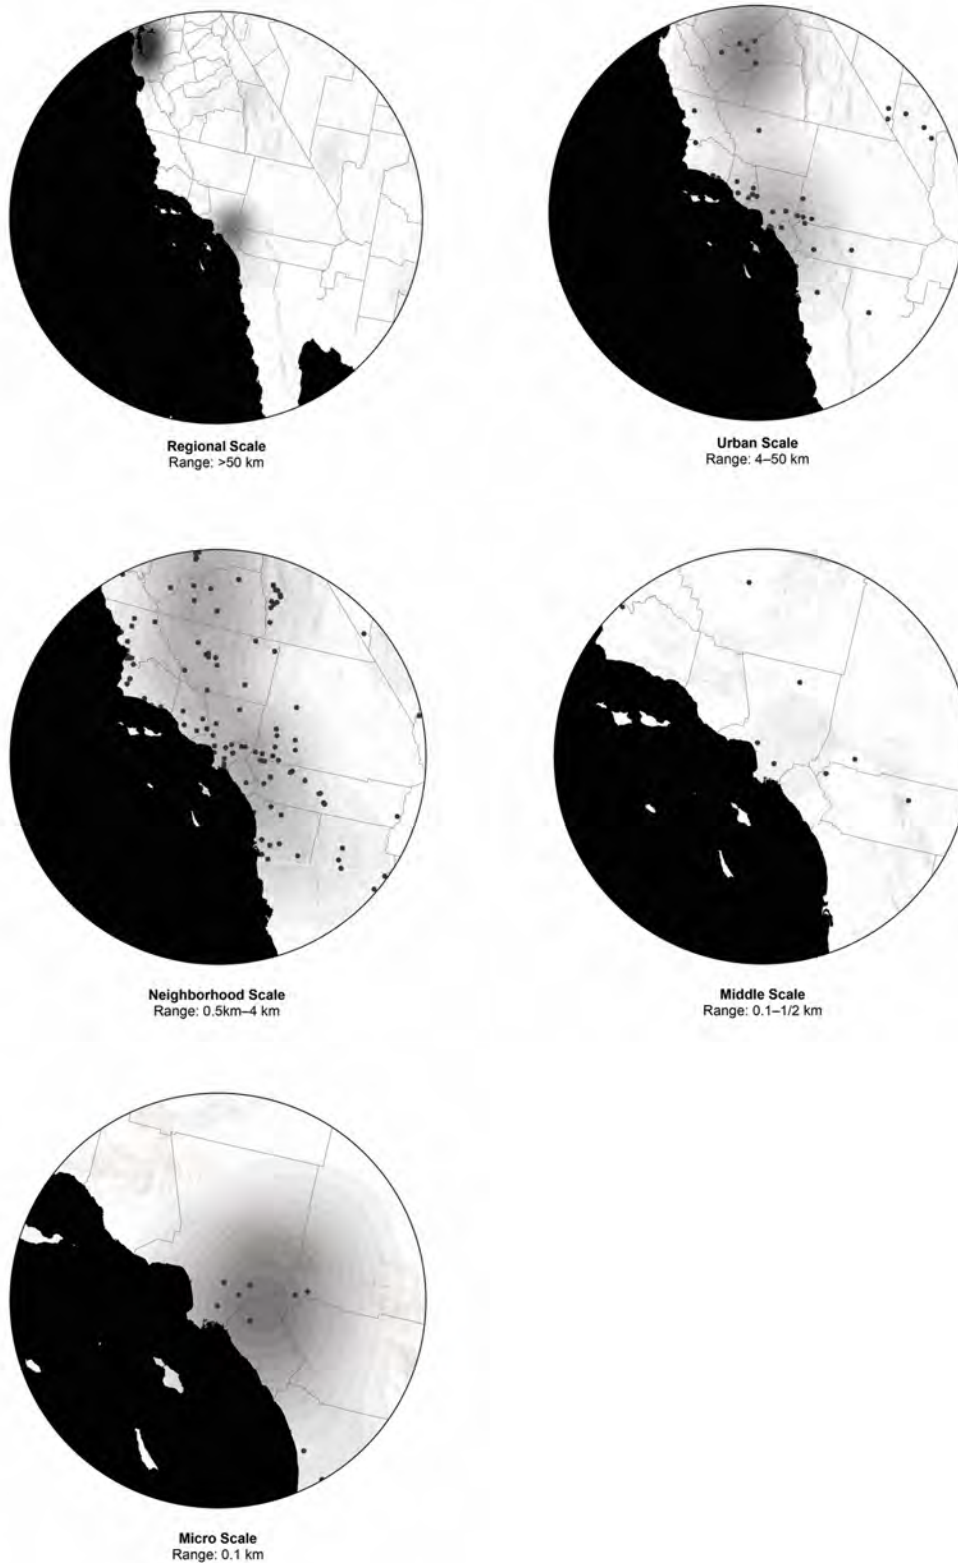 Regional Scale
Range: >50 km
Urban Scale
Range: 4–50 km
Neighborhood Scale
Range: 0.5km–4 km
Middle Scale
Range: 0.1–1/2 km
Micro Scale
Range: 0.1 km